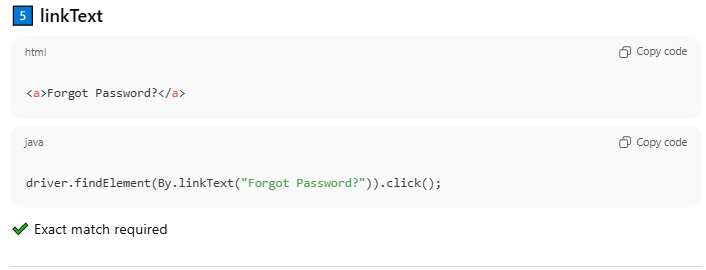 5 linkText
html
Copy code
<a>Forgot Password?</a>
java
Copy code
driver.findElement(By.linkText("Forgot Password?")).click();
✔ Exact match required